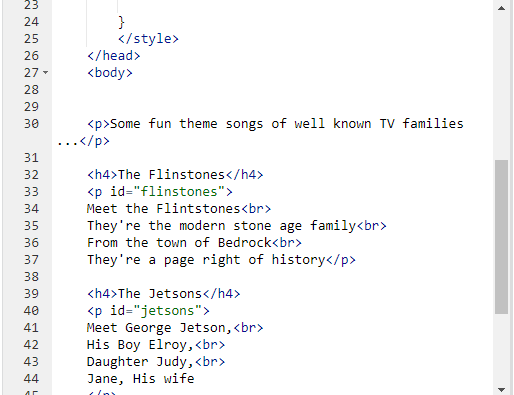 23
24 }
25 </style>
26 </head>
27 <body>
28
29
30 <p>Some fun theme songs of well known TV families
...</p>
31
32 <h4>The Flinstones</h4>
33 <p id="flinstones">
34 Meet the Flintstones<br>
35 They're the modern stone age family<br>
36 From the town of Bedrock<br>
37 They're a page right of history</p>
38
39 <h4>The Jetsons</h4>
40 <p id="jetsons">
41 Meet George Jetson,<br>
42 His Boy Elroy,<br>
43 Daughter Judy,<br>
44 Jane, His wife
45 </p>